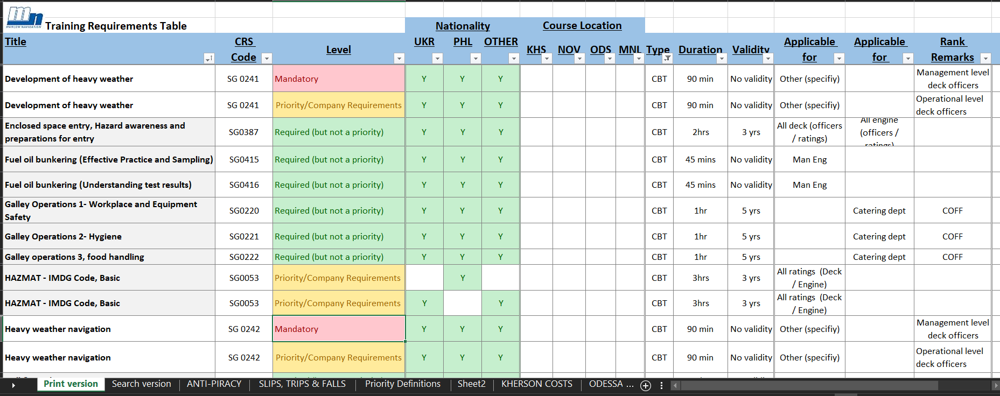 mn
MARLOW NAVIGATION
Training Requirements Table
Nationality
Course Location
Title
CRS Code
Level
UKR
PHL
OTHER
KHS
NOV
ODS
MNL
Type
Duration
Validity
Applicable for
Applicable for
Rank Remarks
Development of heavy weather SG 0241 Mandatory Y Y Y CBT 90 min No validity Other (specifiy) Management level deck officers
Development of heavy weather SG 0241 Priority/Company Requirements Y Y Y CBT 90 min No validity Other (specifiy) Operational level deck officers
Enclosed space entry, Hazard awareness and preparations for entry SG0387 Required (but not a priority) Y Y Y CBT 2hrs 3 yrs All deck (officers / ratings) All engine (officers / ratings)
Fuel oil bunkering (Effective Practice and Sampling) SG0415 Required (but not a priority) Y Y Y CBT 45 mins No validity Man Eng
Fuel oil bunkering (Understanding test results) SG0416 Required (but not a priority) Y Y Y CBT 45 mins No validity Man Eng
Galley Operations 1- Workplace and Equipment Safety SG0220 Required (but not a priority) Y Y Y CBT 1hr 5 yrs Catering dept COFF
Galley Operations 2- Hygiene SG0221 Required (but not a priority) Y Y Y CBT 1hr 5 yrs Catering dept COFF
Galley operations 3, food handling SG0222 Required (but not a priority) Y Y Y CBT 1hr 5 yrs Catering dept COFF
HAZMAT - IMDG Code, Basic SG0053 Priority/Company Requirements Y CBT 3hrs 3 yrs All ratings (Deck / Engine)
HAZMAT - IMDG Code, Basic SG0053 Priority/Company Requirements Y Y CBT 3hrs 3 yrs All ratings (Deck / Engine)
Heavy weather navigation SG 0242 Mandatory Y Y Y CBT 90 min No validity Other (specifiy) Management level deck officers
Heavy weather navigation SG 0242 Priority/Company Requirements Y Y Y CBT 90 min No validity Other (specifiy) Operational level deck officers
Print version Search version ANTI-PIRACY SLIPS, TRIPS & FALLS Priority Definitions Sheet2 KHERSON COSTS ODESSA ...